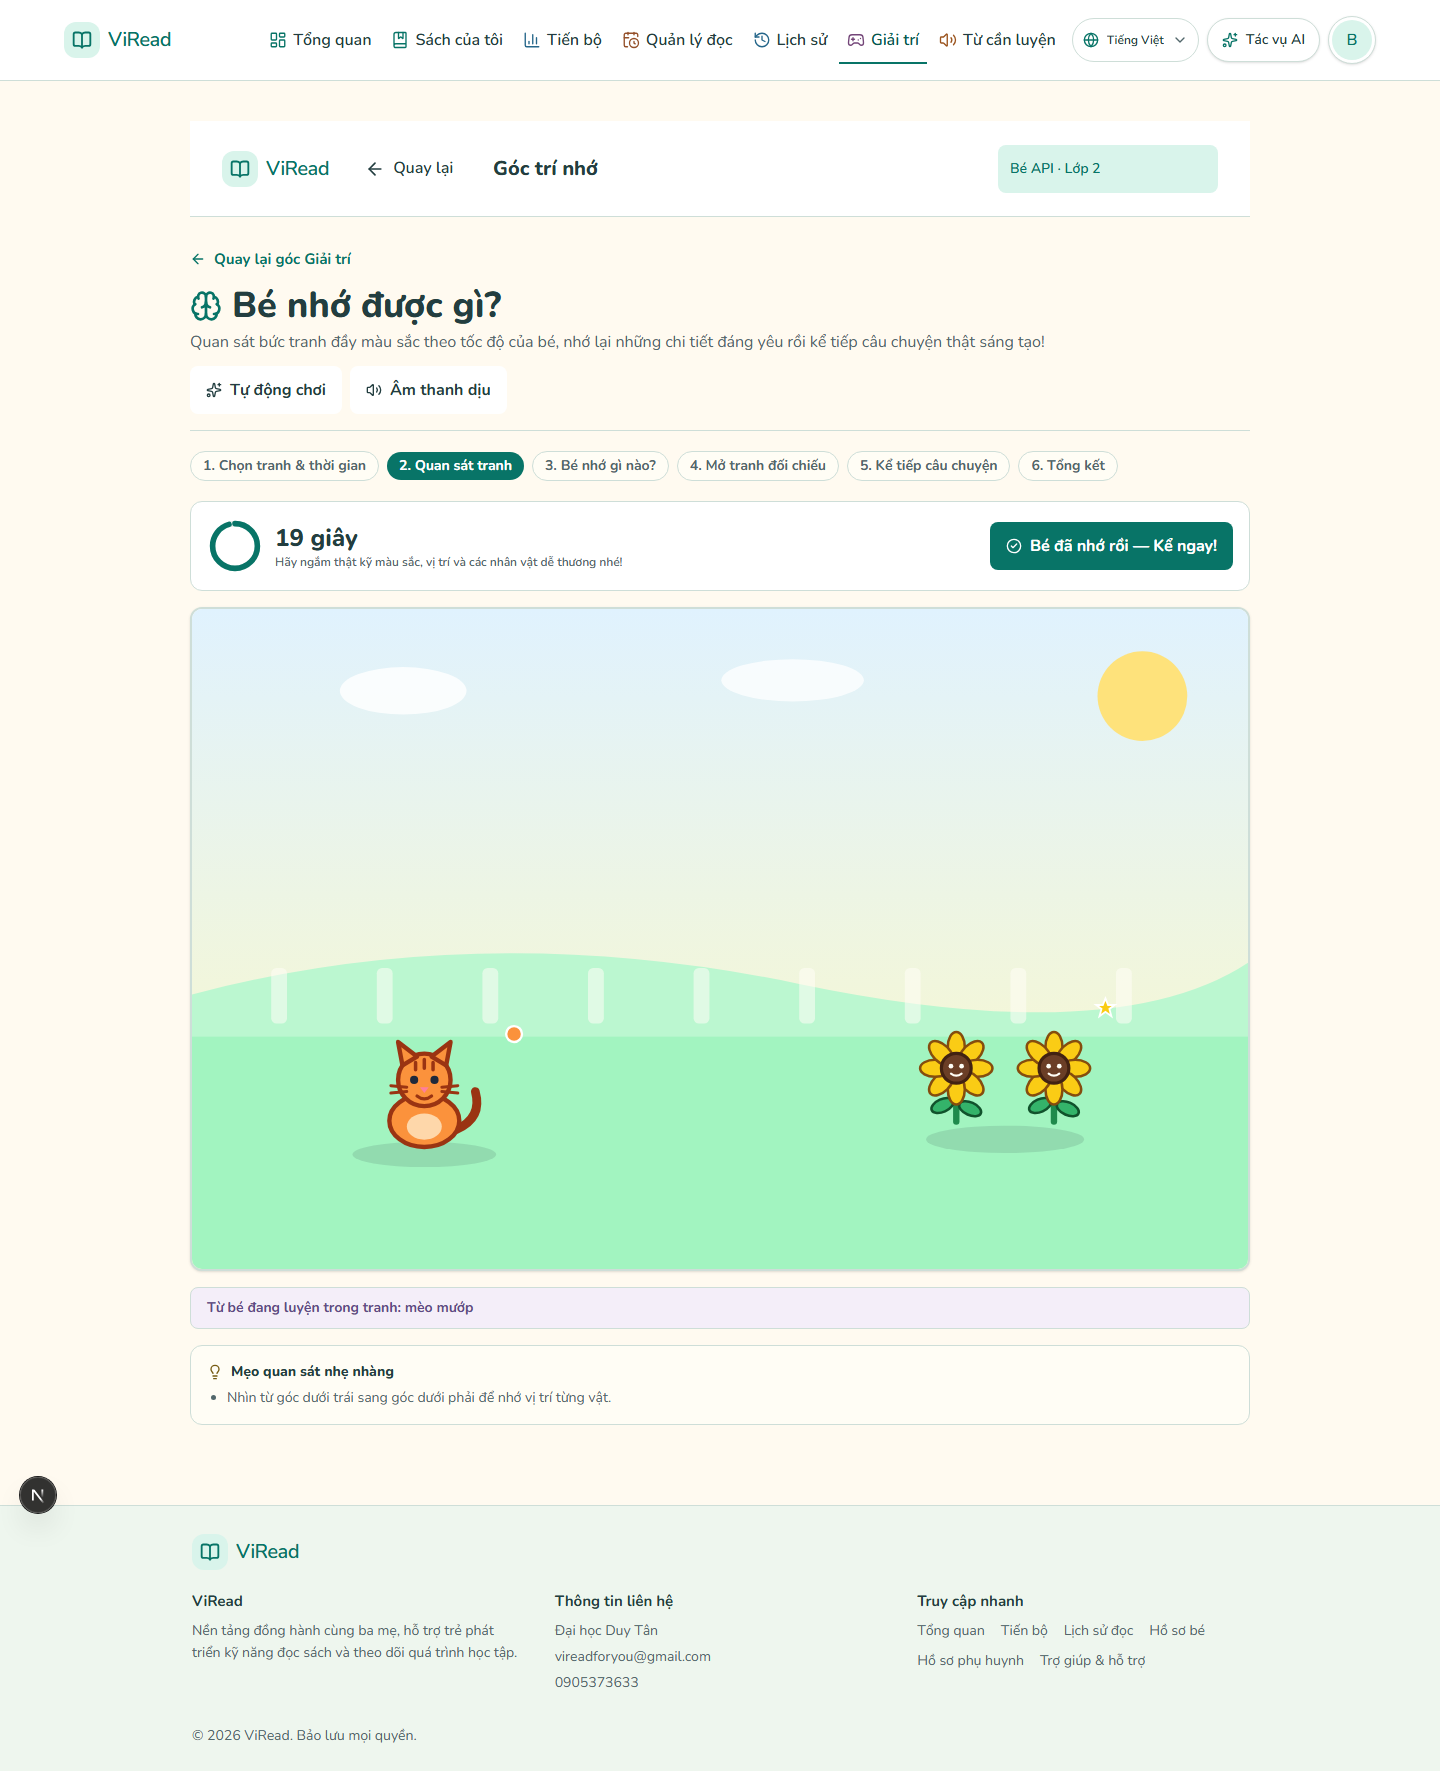 ViRead
Tổng quan
Sách của tôi
Tiến bộ
Quản lý đọc
Lịch sử
Giải trí
Từ cần luyện
Tiếng Việt
Tác vụ AI
B
ViRead
Quay lại
Góc trí nhớ
Bé API · Lớp 2
Quay lại góc Giải trí
Bé nhớ được gì?
Quan sát bức tranh đầy màu sắc theo tốc độ của bé, nhớ lại những chi tiết đáng yêu rồi kể tiếp câu chuyện thật sáng tạo!
Tự động chơi
Âm thanh dịu
1. Chọn tranh & thời gian
2. Quan sát tranh
3. Bé nhớ gì nào?
4. Mở tranh đối chiếu
5. Kể tiếp câu chuyện
6. Tổng kết
19 giây
Hãy ngắm thật kỹ màu sắc, vị trí và các nhân vật dễ thương nhé!
Bé đã nhớ rồi — Kể ngay!
Từ bé đang luyện trong tranh: mèo mướp
Mẹo quan sát nhẹ nhàng
Nhìn từ góc dưới trái sang góc dưới phải để nhớ vị trí từng vật.
N
ViRead
ViRead
Nền tảng đồng hành cùng ba mẹ, hỗ trợ trẻ phát
triển kỹ năng đọc sách và theo dõi quá trình học tập.
Thông tin liên hệ
Đại học Duy Tân
vireadforyou@gmail.com
0905373633
Truy cập nhanh
Tổng quan
Tiến bộ
Lịch sử đọc
Hồ sơ bé
Hồ sơ phụ huynh
Trợ giúp & hỗ trợ
© 2026 ViRead. Bảo lưu mọi quyền.